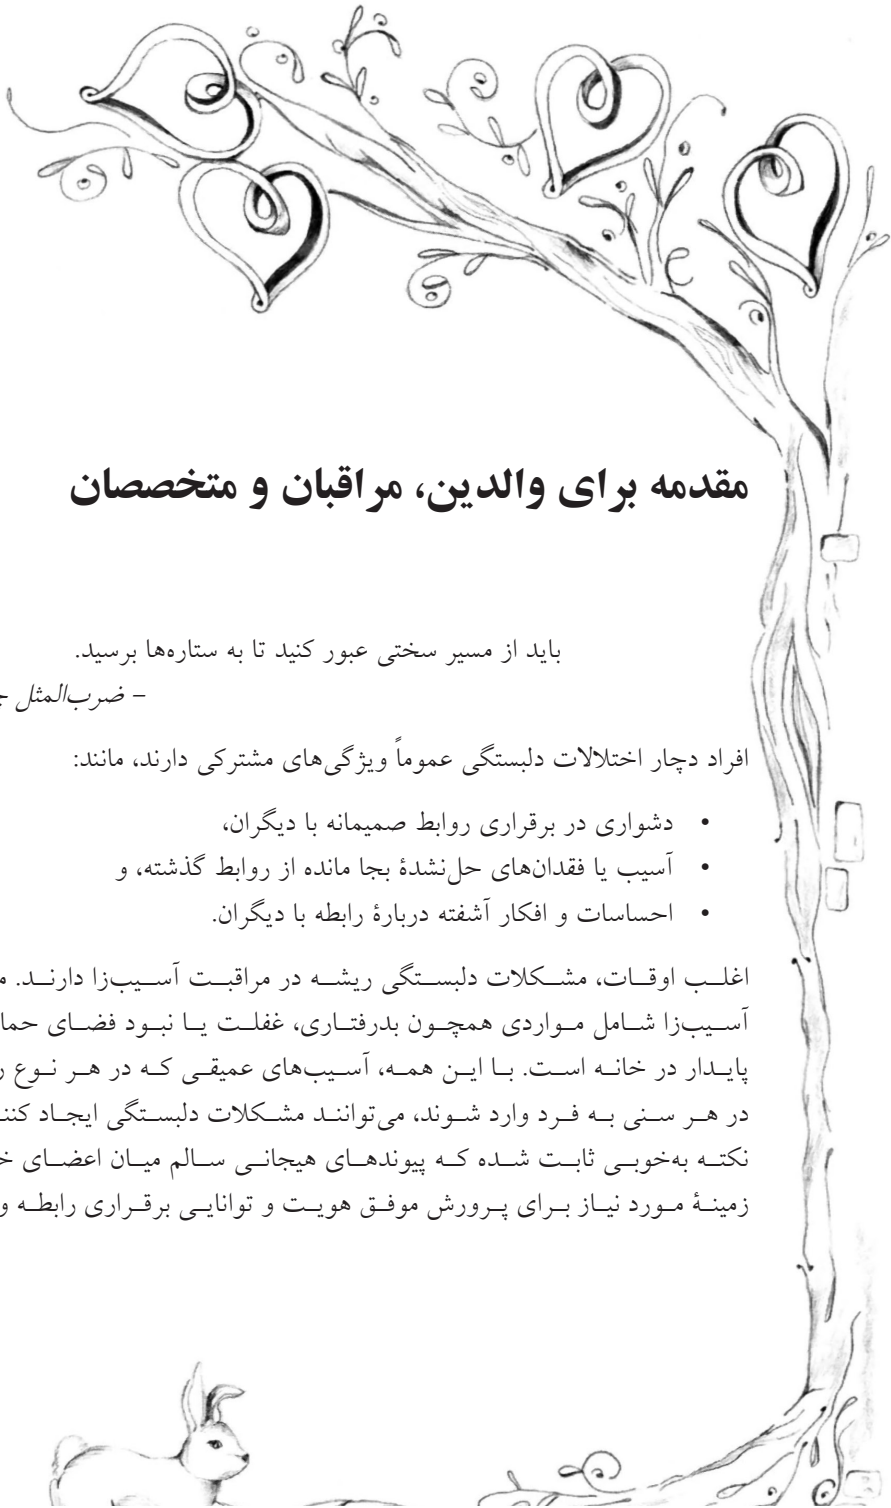 مقدمه برای والدین، مراقبان و متخصصان
باید از مسیر سختی عبور کنید تا به ستاره‌ها برسید.
– ضرب‌المثل
افراد دچار اختلالات دلبستگی عموماً ویژگی‌های مشترکی دارند، مانند:
• دشواری در برقراری روابط صمیمانه با دیگران،
• آسیب یا فقدان‌های حل‌نشدهٔ بجا مانده از روابط گذشته، و
• احساسات و افکار آشفته دربارهٔ رابطه با دیگران.
اغلب اوقات، مشکلات دلبستگی ریشه در مراقبت آسیب‌زا دارند.
آسیب‌زا شامل مواردی همچون بدرفتاری، غفلت یا نبود فضای
پایدار در خانه است. با این همه، آسیب‌های عمیقی که در هر نوع
در هر سنی به فرد وارد شوند، می‌توانند مشکلات دلبستگی ایجاد
نکته به‌خوبی ثابت شده که پیوندهای هیجانی سالم میان اعضای
زمینهٔ مورد نیاز برای پرورش موفق هویت و توانایی برقراری رابطه